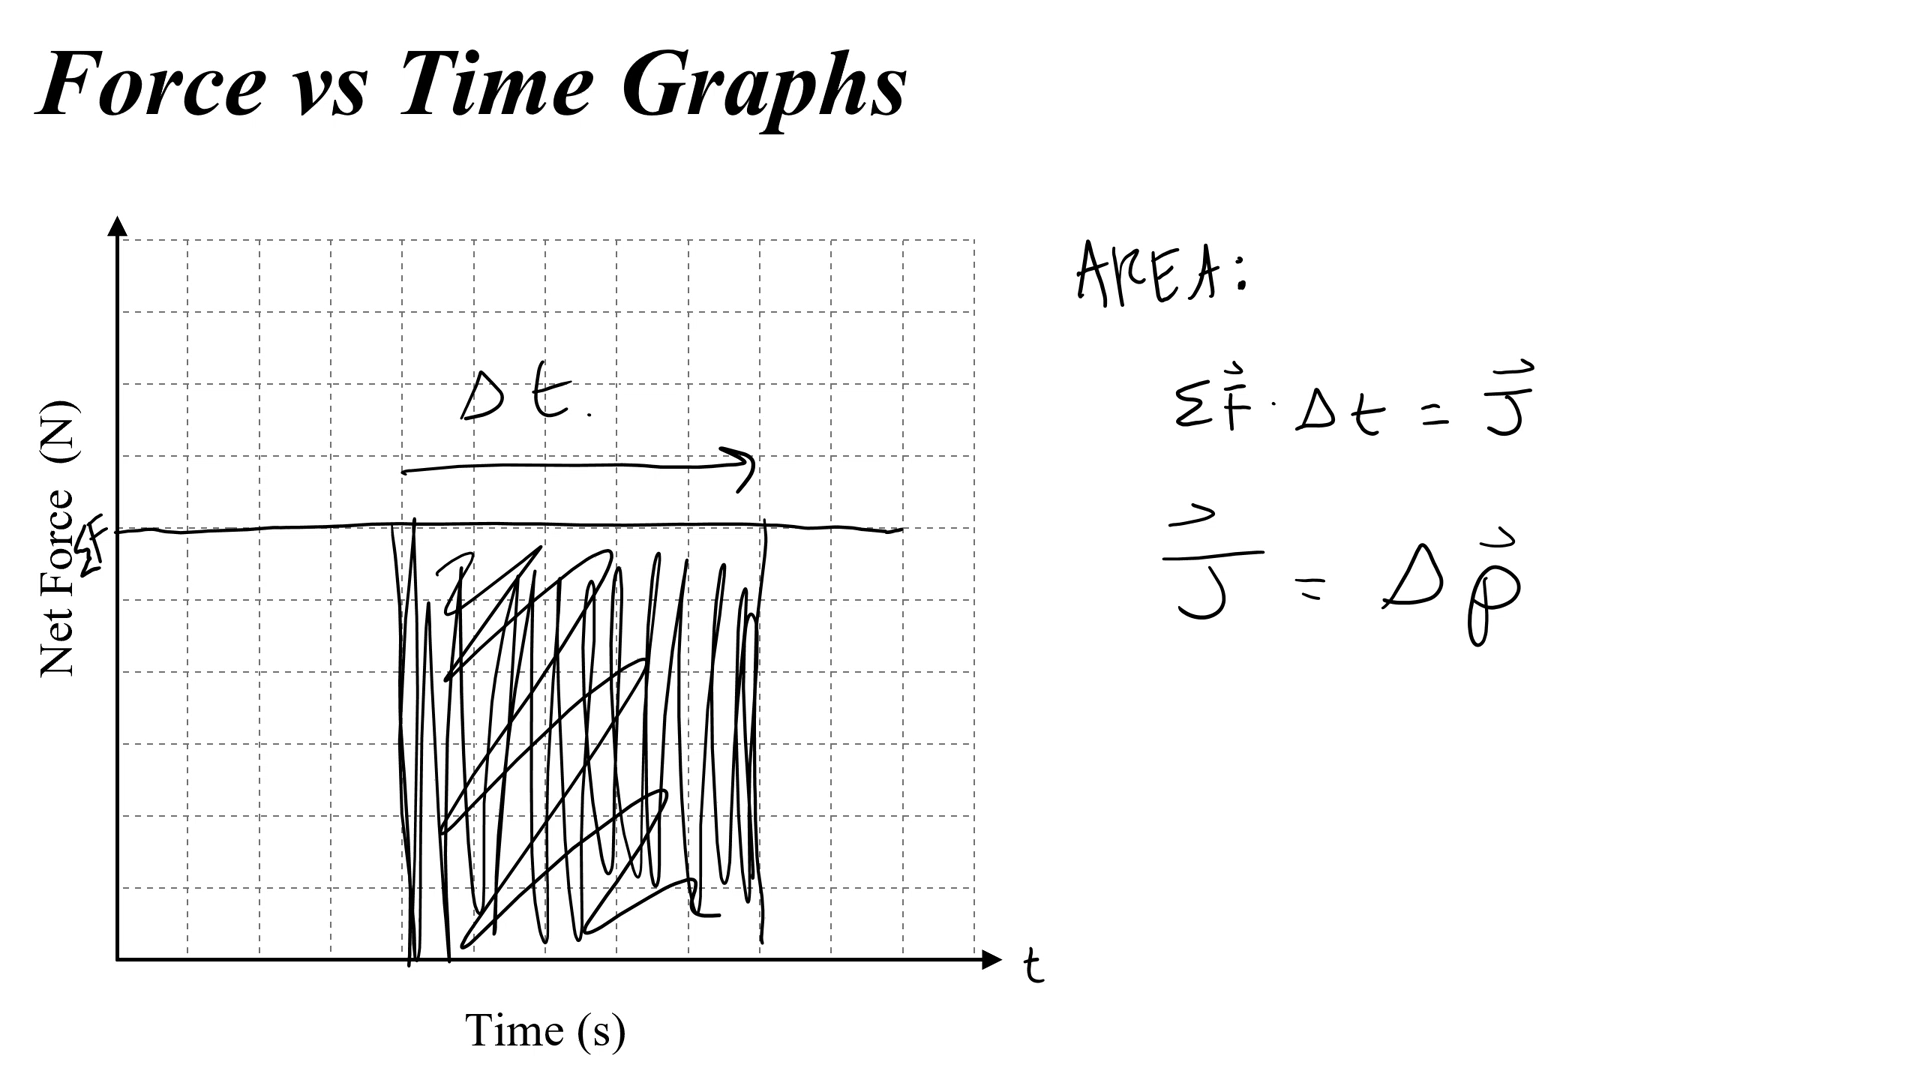 Force vs Time Graphs
AREA:
Δt.
ΣF⃗ · Δt = J⃗
Net Force (N)
ΣF
J⃗ = Δp⃗
t
Time (s)